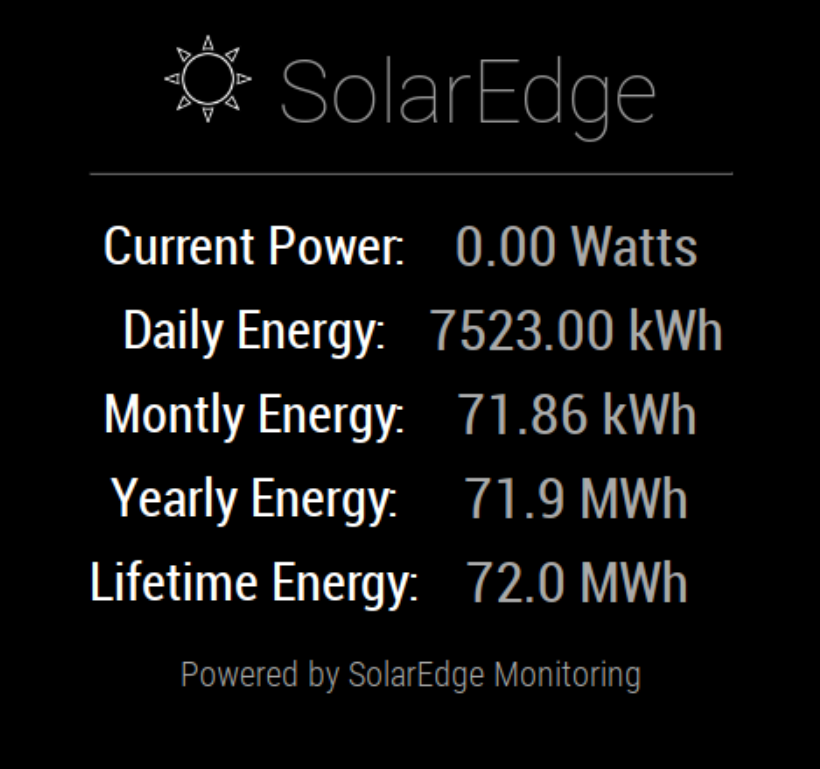 SolarEdge
Current Power: 0.00 Watts
Daily Energy: 7523.00 kWh
Montly Energy: 71.86 kWh
Yearly Energy: 71.9 MWh
Lifetime Energy: 72.0 MWh
Powered by SolarEdge Monitoring